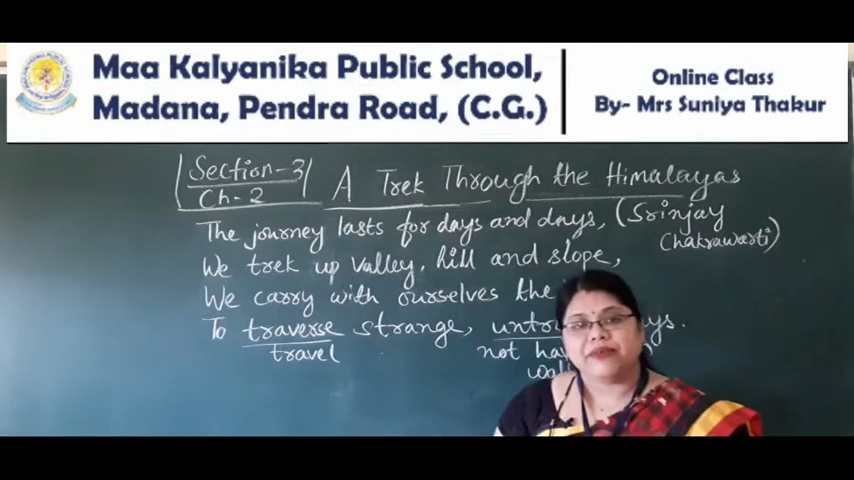 Maa Kalyanika Public School,
Madana, Pendra Road, (C.G.)
Online Class
By- Mrs Suniya Thakur
Section-3
Ch-2
A Trek Through the Himalayas
(Srinjay
Chakrawarti)
The journey lasts for days and days,
We trek up valley, hill and slope,
We carry with ourselves the
To traverse strange,
travel
not